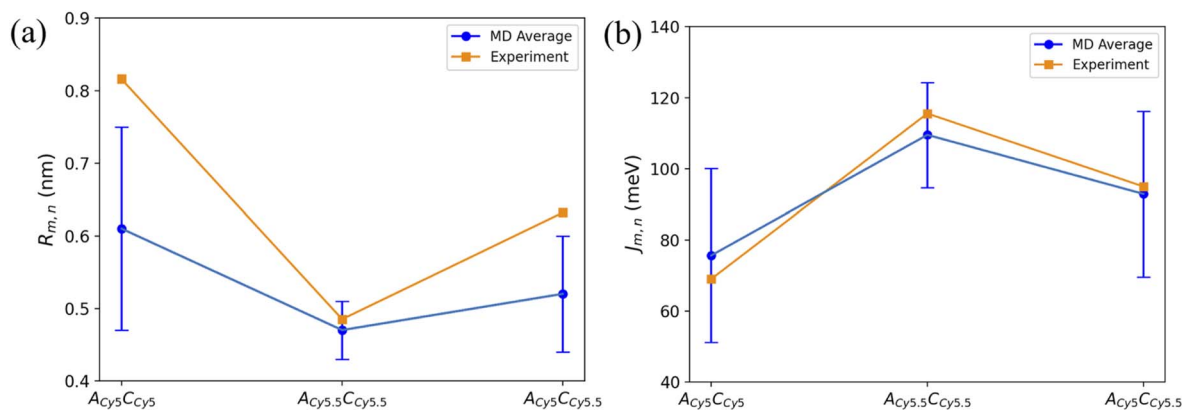 (a)
0.9
0.8
0.7
0.6
0.5
0.4
R_{m,n} (nm)
MD Average
Experiment
A_{Cy5}C_{Cy5}
A_{Cy5.5}C_{Cy5.5}
A_{Cy5}C_{Cy5.5}
(b)
140
120
100
80
60
40
J_{m,n} (meV)
MD Average
Experiment
A_{Cy5}C_{Cy5}
A_{Cy5.5}C_{Cy5.5}
A_{Cy5}C_{Cy5.5}